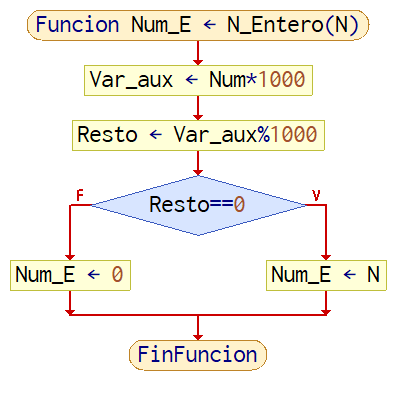 Funcion Num_E ← N_Entero(N)
Var_aux ← Num*1000
Resto ← Var_aux%1000
F
V
Resto==0
Num_E ← 0
Num_E ← N
FinFuncion